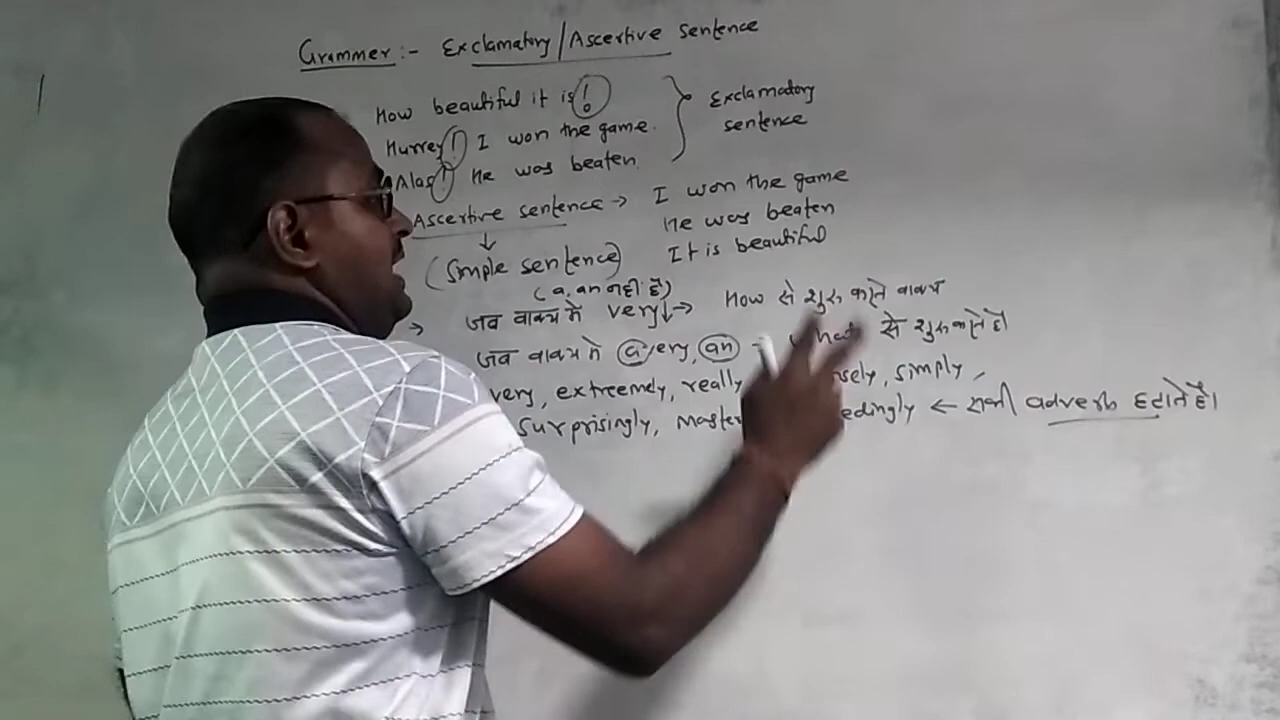 Grammer :- Exclamatory/Ascertive sentence
How beautiful it is!
Hurrey! I won the game.
Alas! He was beaten.
Exclamatory sentence
Ascertive sentence → I won the game
He was beaten
It is beautiful
↓
(Simple sentence)
(a, an नहीं है)
→ जब वाक्य में very → How से शुरु करते वाक्य
जब वाक्य में a very, an से शुरु करते हैं
very, extreemely, really simply,
surprisingly, ← सभी adverb हटाते हैं।